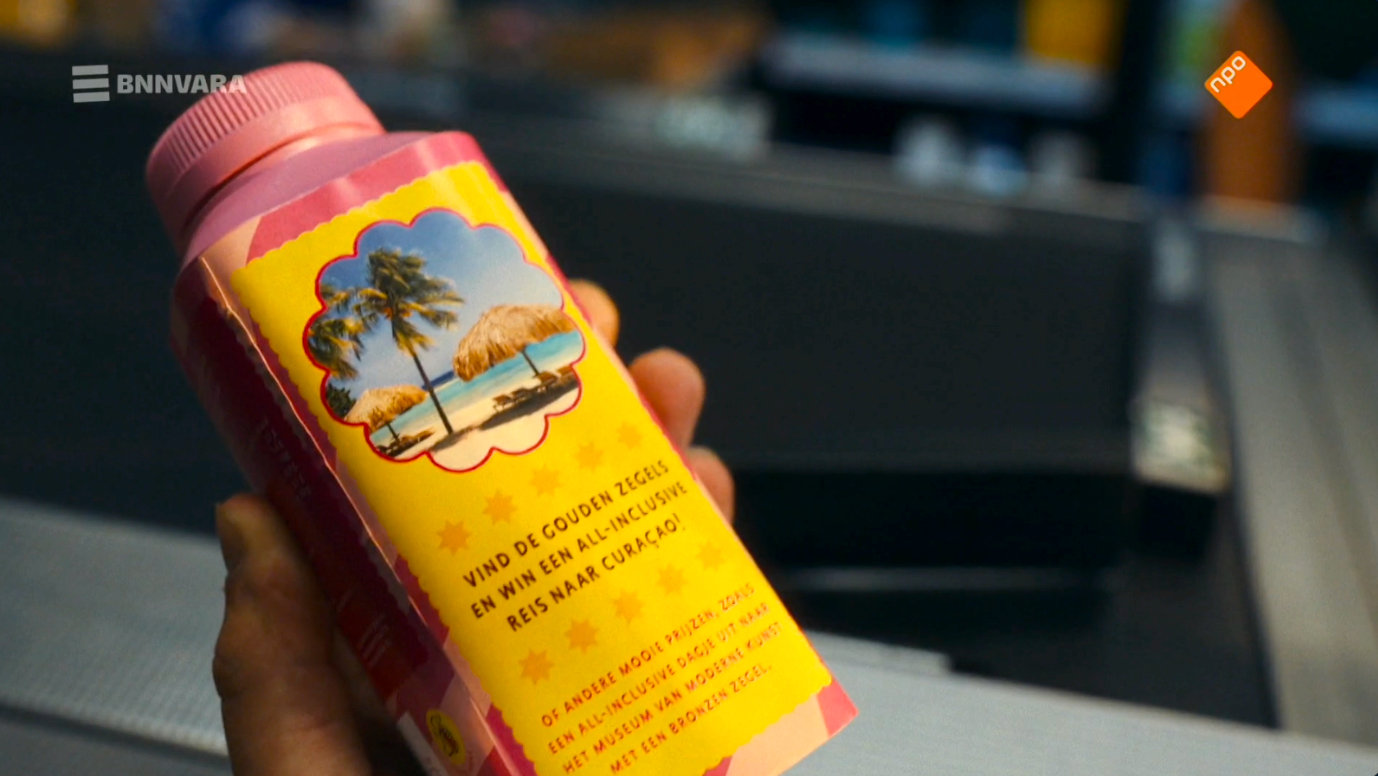 BNNVARA
npo
VIND DE GOUDEN ZEGELS
EN WIN EEN ALL-INCLUSIVE
REIS NAAR CURAÇAO!
OF ANDERE MOOIE PRIJZEN, ZOALS
EEN ALL-INCLUSIVE DAGJE UIT NAAR
HET MUSEUM VAN MODERNE KUNST
MET EEN BRONZEN ZEGEL.